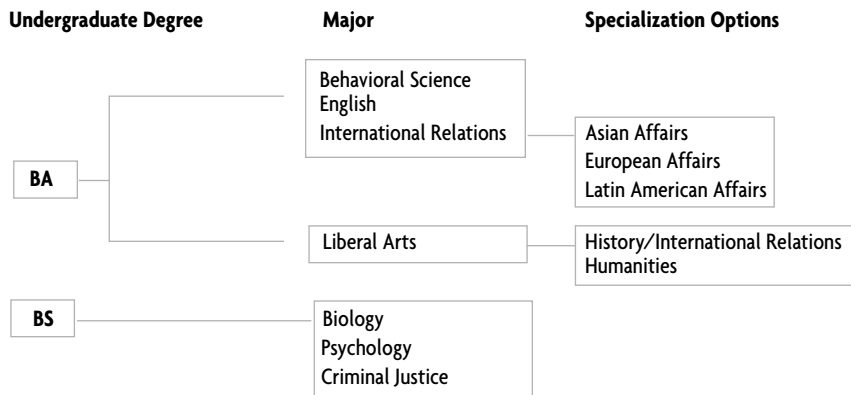 Undergraduate Degree Major Specialization Options
Behavioral Science
English
International Relations
Asian Affairs
European Affairs
Latin American Affairs
BA
Liberal Arts
History/International Relations
Humanities
BS
Biology
Psychology
Criminal Justice